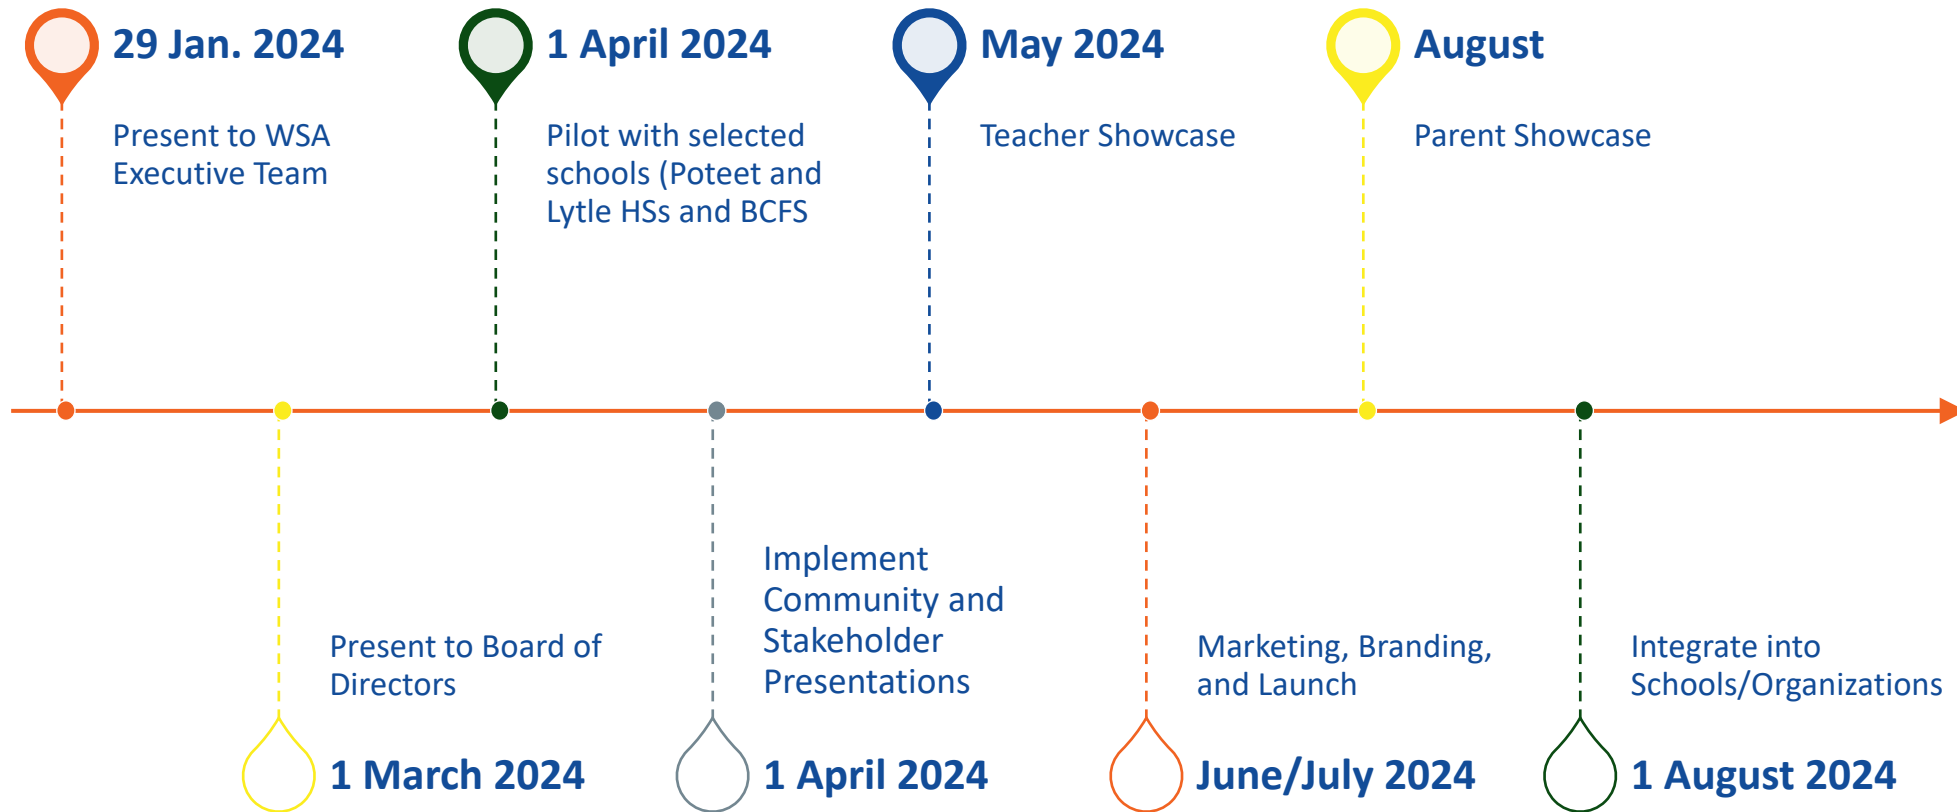 29 Jan. 2024
Present to WSA
Executive Team
1 April 2024
Pilot with selected
schools (Poteet and
Lytle HSs and BCFS
May 2024
Teacher Showcase
August
Parent Showcase
Present to Board of
Directors
1 March 2024
Implement
Community and
Stakeholder
Presentations
1 April 2024
Marketing, Branding,
and Launch
June/July 2024
Integrate into
Schools/Organizations
1 August 2024